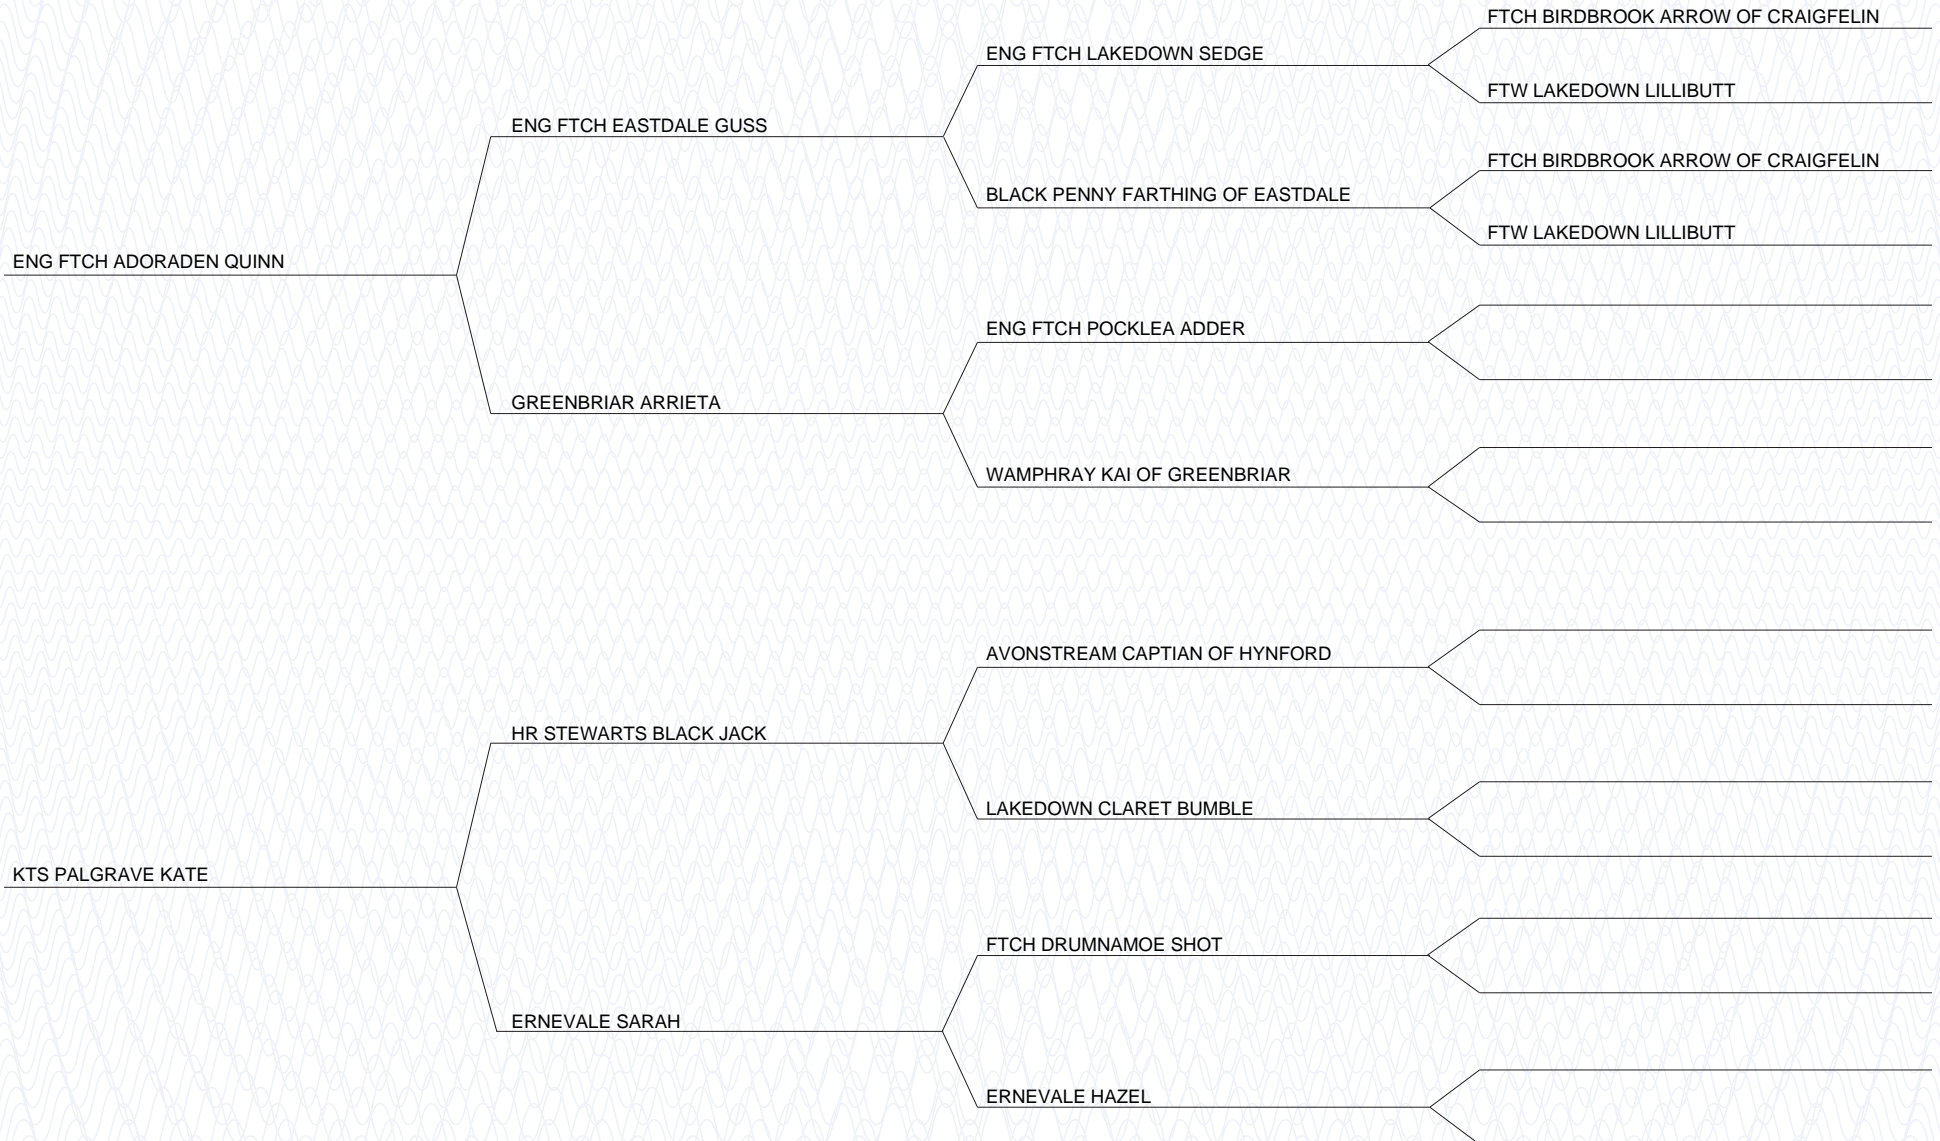 FTCH BIRDBROOK ARROW OF CRAIGFELIN
ENG FTCH LAKEDOWN SEDGE
FTW LAKEDOWN LILLIBUTT
ENG FTCH EASTDALE GUSS
FTCH BIRDBROOK ARROW OF CRAIGFELIN
BLACK PENNY FARTHING OF EASTDALE
FTW LAKEDOWN LILLIBUTT
ENG FTCH ADORADEN QUINN
ENG FTCH POCKLEA ADDER
GREENBRIAR ARRIETA
WAMPHRAY KAI OF GREENBRIAR
AVONSTREAM CAPTIAN OF HYNFORD
HR STEWARTS BLACK JACK
LAKEDOWN CLARET BUMBLE
KTS PALGRAVE KATE
FTCH DRUMNAMOE SHOT
ERNEVALE SARAH
ERNEVALE HAZEL